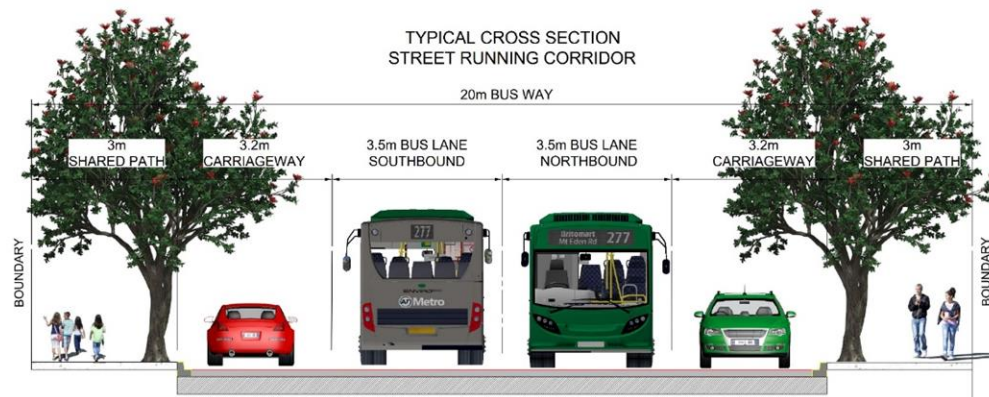 TYPICAL CROSS SECTION
STREET RUNNING CORRIDOR
20m BUS WAY
3m
SHARED PATH
3.2m
CARRIAGEWAY
3.5m BUS LANE
SOUTHBOUND
3.5m BUS LANE
NORTHBOUND
3.2m
CARRIAGEWAY
3m
SHARED PATH
BOUNDARY
BOUNDARY
277
AT Metro
Britomart
Mt Eden Rd 277